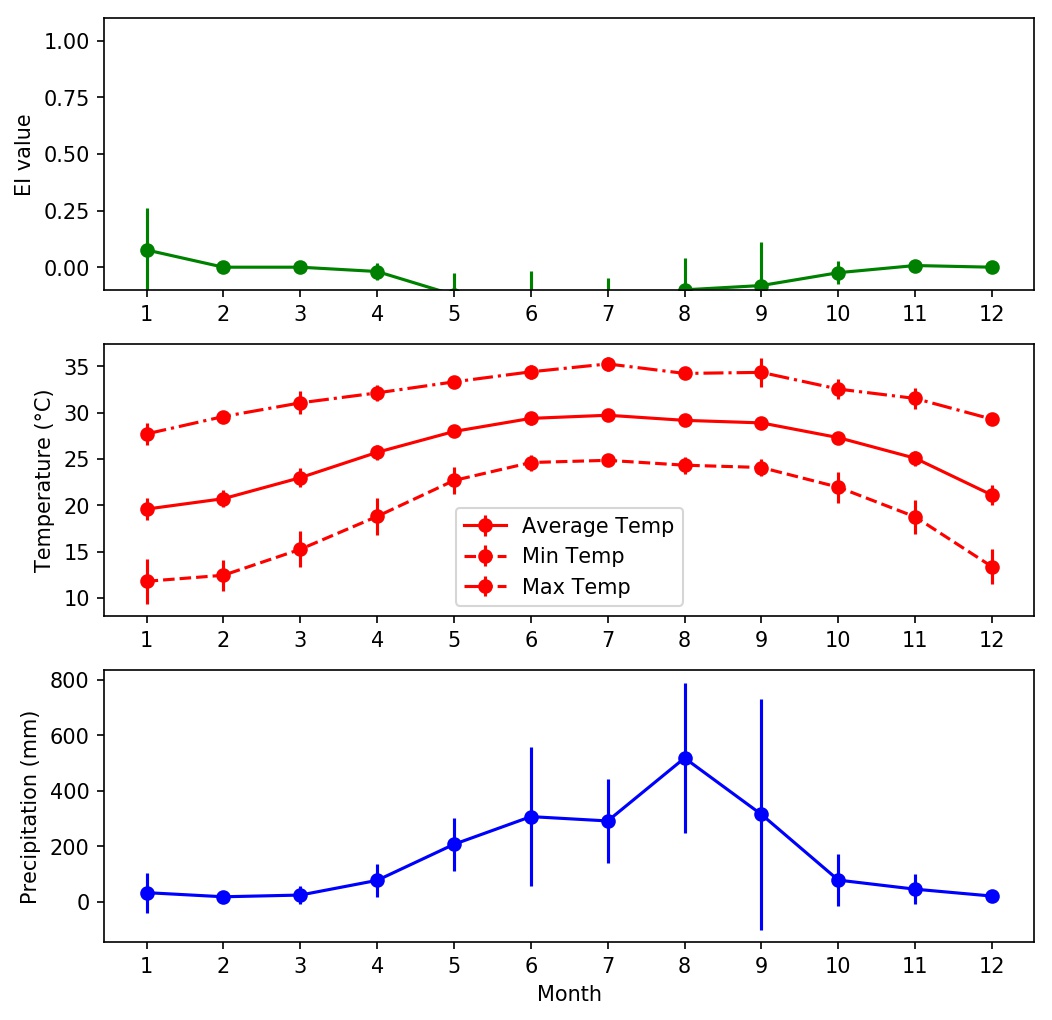 EI value
1.00
0.75
0.50
0.25
0.00
1 2 3 4 5 6 7 8 9 10 11 12
Temperature (°C)
35
30
25
20
15
10
Average Temp
Min Temp
Max Temp
1 2 3 4 5 6 7 8 9 10 11 12
Precipitation (mm)
800
600
400
200
0
1 2 3 4 5 6 7 8 9 10 11 12
Month